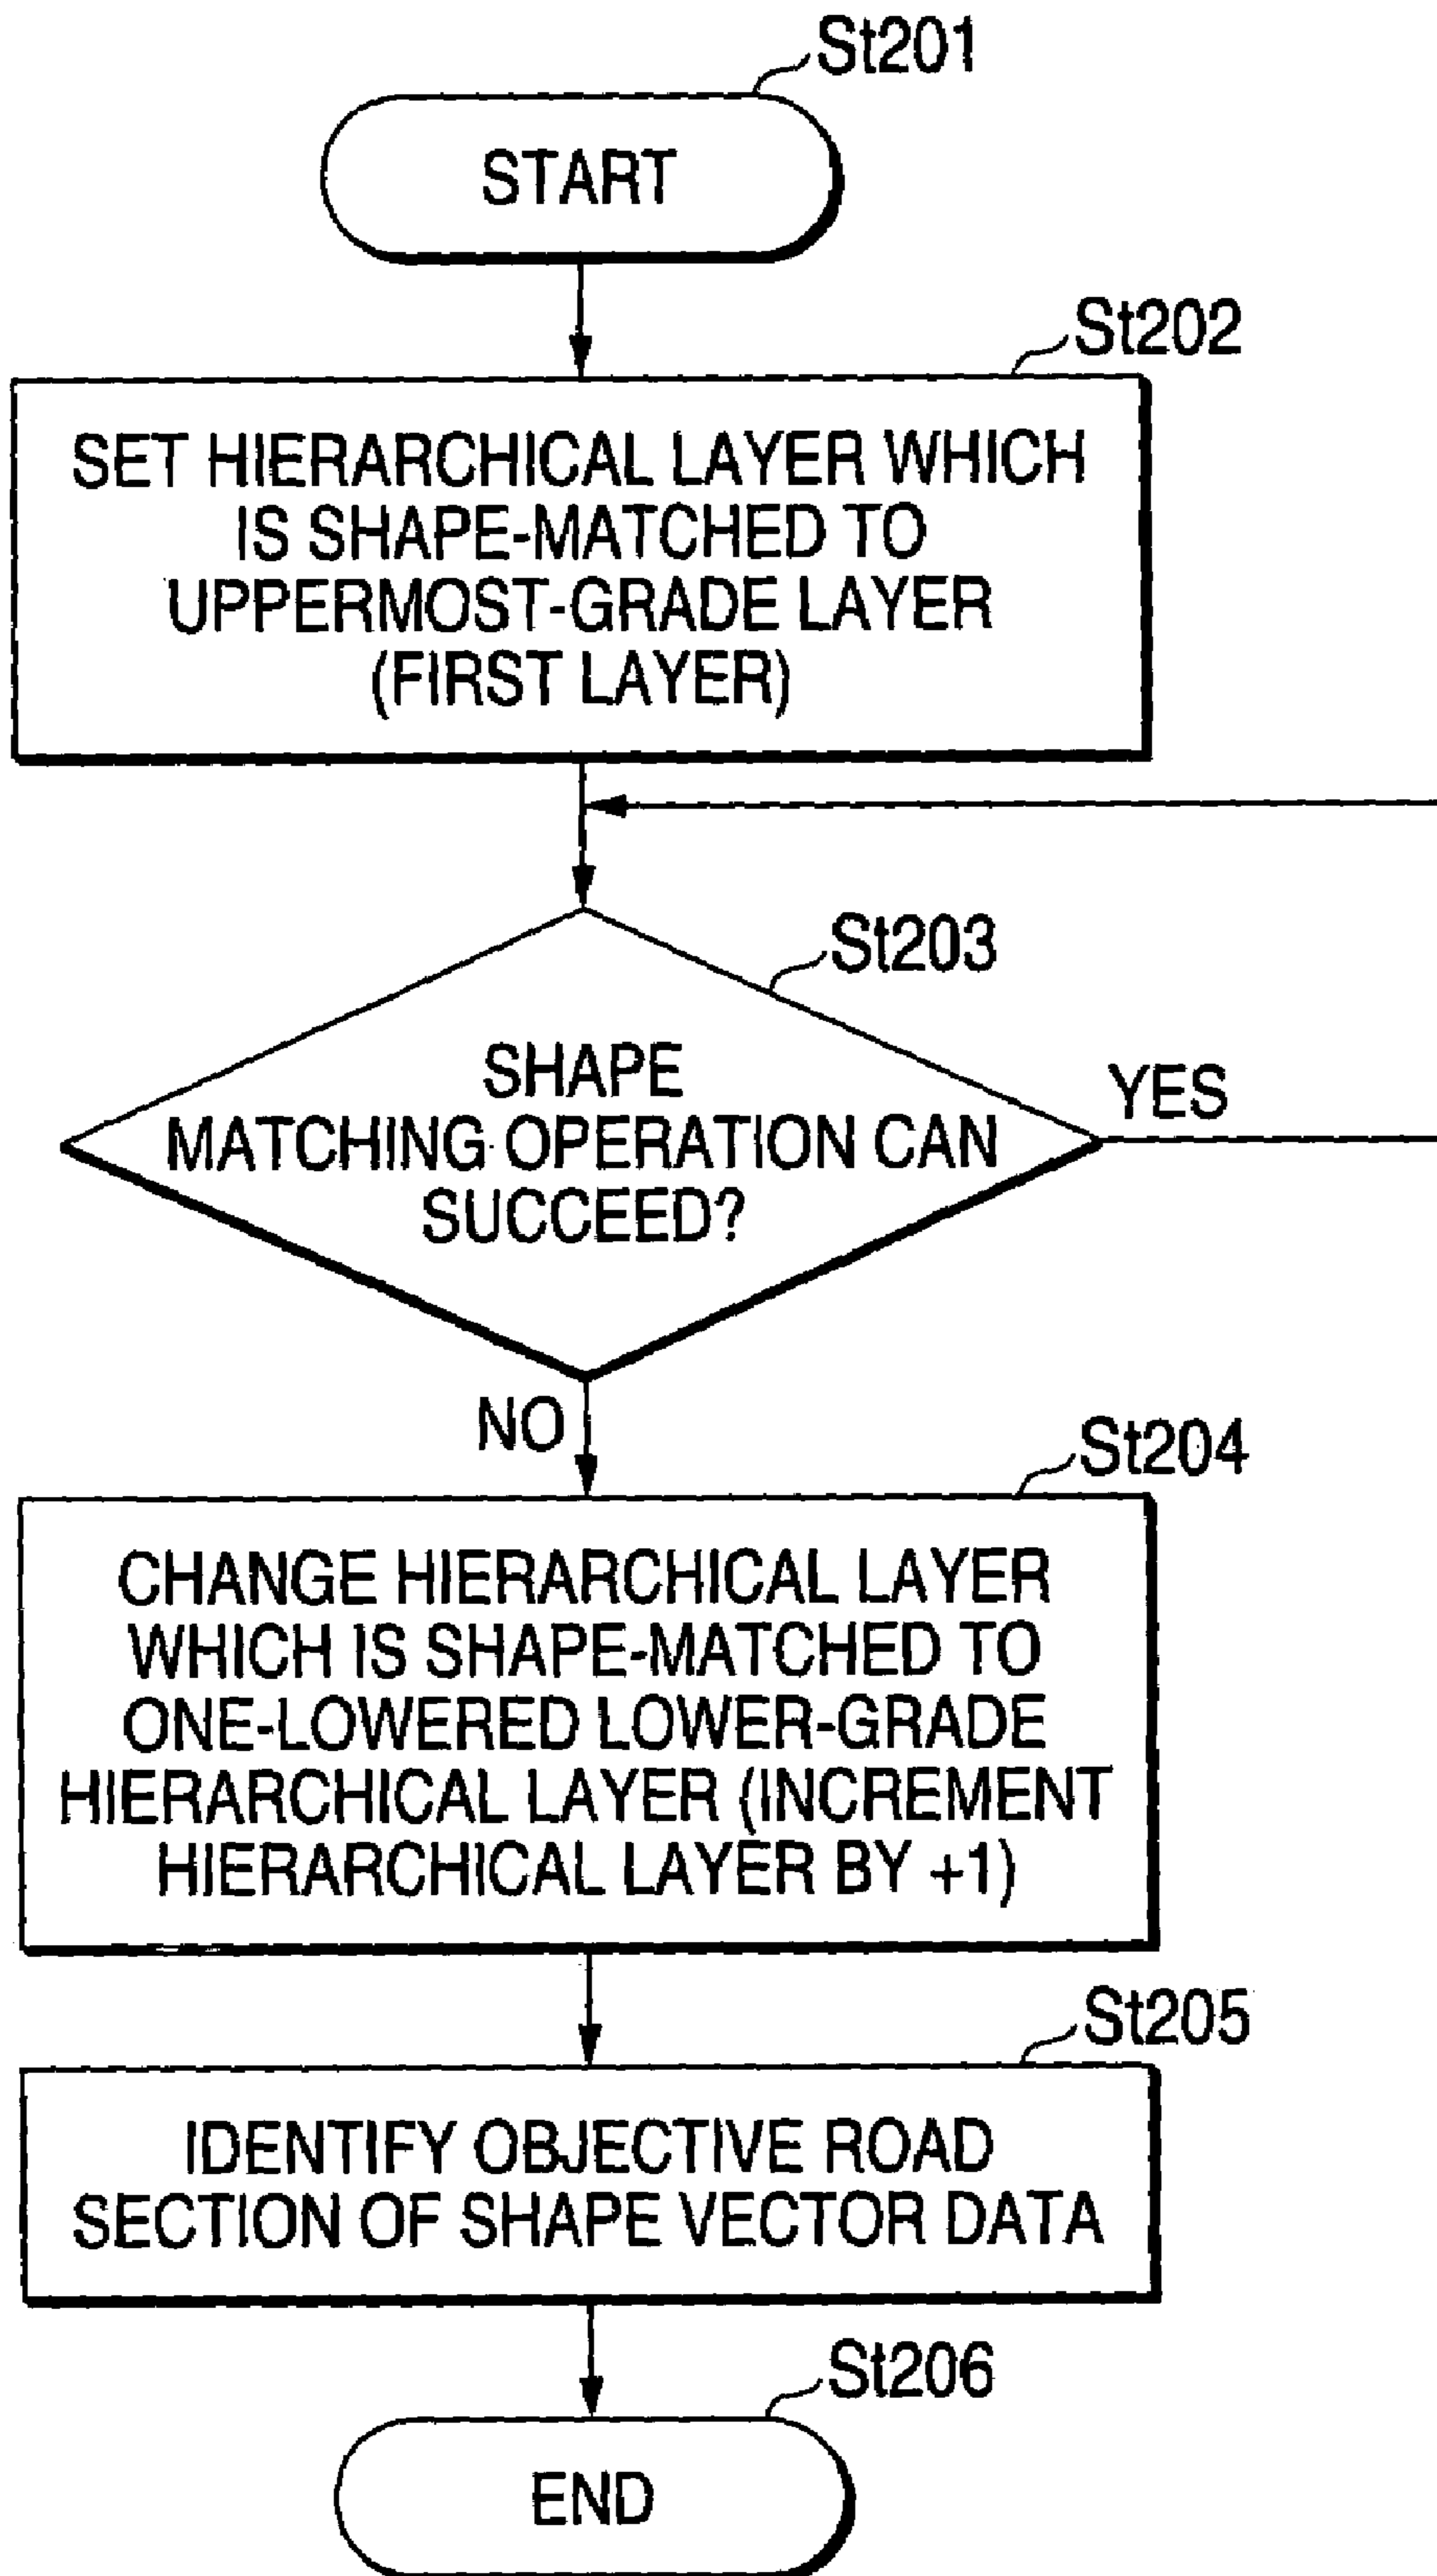 St201
START
St202
SET HIERARCHICAL LAYER WHICH
IS SHAPE-MATCHED TO
UPPERMOST-GRADE LAYER
(FIRST LAYER)
St203
SHAPE
MATCHING OPERATION CAN
SUCCEED?
YES
NO
St204
CHANGE HIERARCHICAL LAYER
WHICH IS SHAPE-MATCHED TO
ONE-LOWERED LOWER-GRADE
HIERARCHICAL LAYER (INCREMENT
HIERARCHICAL LAYER BY +1)
St205
IDENTIFY OBJECTIVE ROAD
SECTION OF SHAPE VECTOR DATA
St206
END